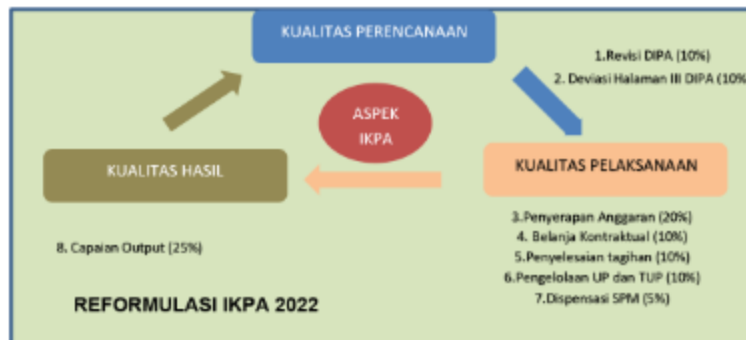 KUALITAS PERENCANAAN
1.Revisi DIPA (10%)
2. Deviasi Halaman III DIPA (10%
ASPEK
IKPA
KUALITAS HASIL
KUALITAS PELAKSANAAN
3.Penyerapan Anggaran (20%)
4. Belanja Kontraktual (10%)
5.Penyelesaian tagihan (10%)
6.Pengelolaan UP dan TUP (10%)
7.Dispensasi SPM (5%)
8. Capaian Output (25%)
REFORMULASI IKPA 2022